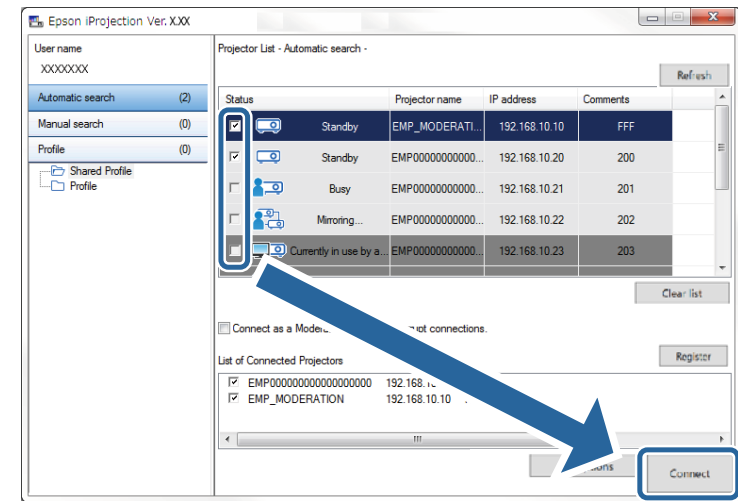 Epson iProjection Ver. X.XX
User name
XXXXXXX
Automatic search (2)
Manual search (0)
Profile (0)
Shared Profile
Profile
Projector List - Automatic search -
Refresh
Status Projector name IP address Comments
Standby EMP_MODERATI... 192.168.10.10 FFF
Standby EMP00000000000... 192.168.10.20 200
Busy EMP00000000000... 192.168.10.21 201
Mirroring... EMP00000000000... 192.168.10.22 202
Currently in use by a... EMP00000000000... 192.168.10.23 203
Clear list
Connect as a connections.
List of Connected Projectors
Register
EMP000000000000000000 192.168.
EMP_MODERATION 192.168.10.10
Connect